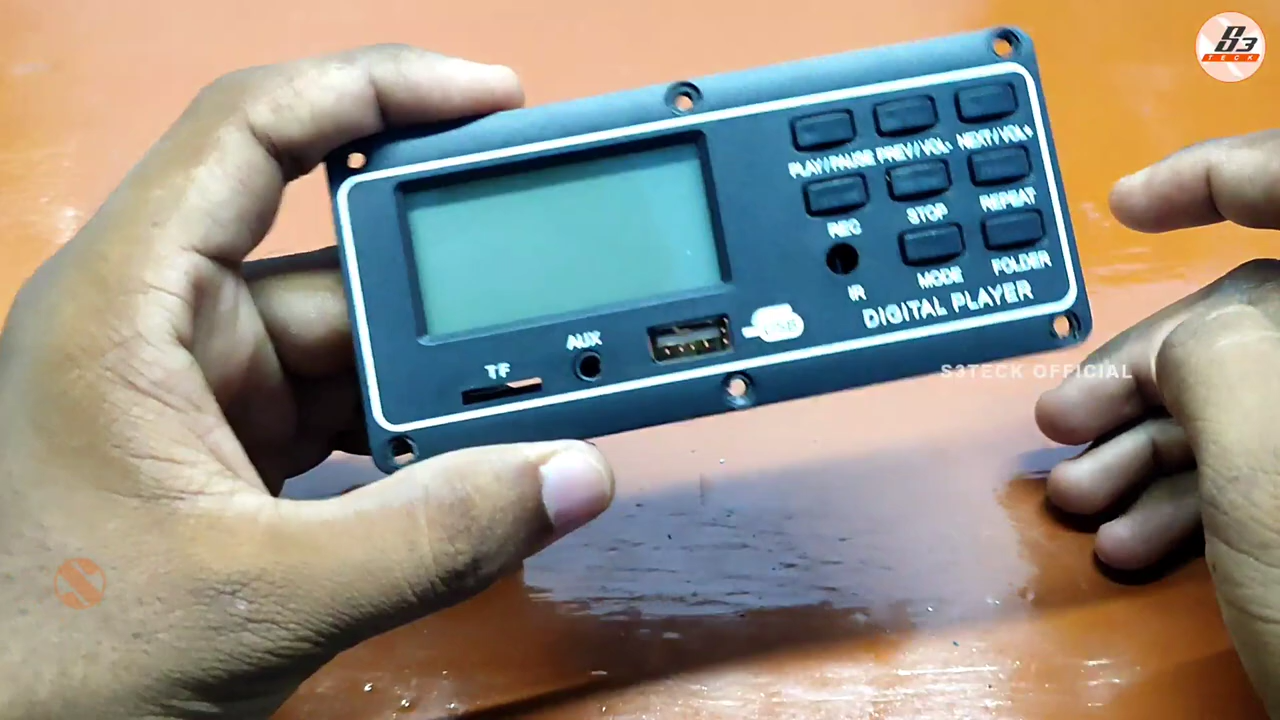 S3
TECK
PLAY/PAUSE PREV/VOL- NEXT/VOL+
REC STOP REPEAT
IR MODE FOLDER
DIGITAL PLAYER
AUX
USB
TF
S3TECK OFFICIAL